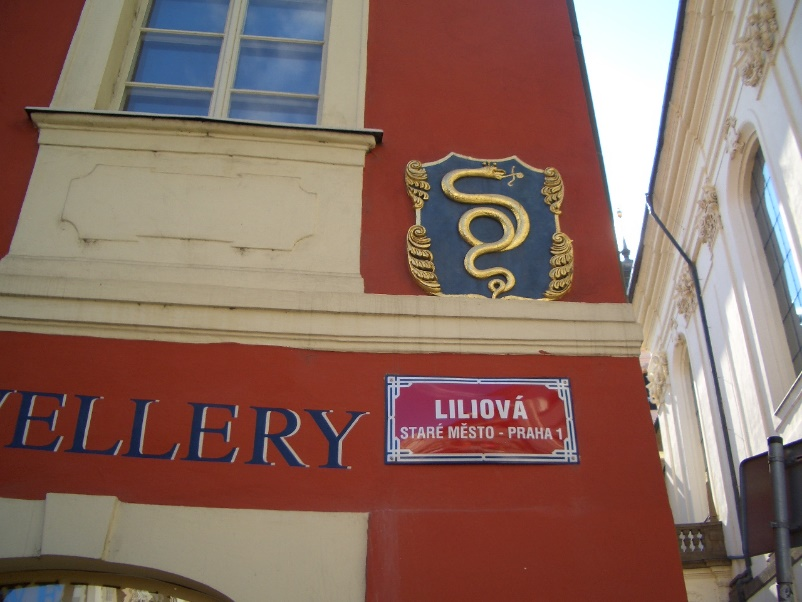 VELLERY
LILIOVÁ
STARÉ MĚSTO - PRAHA 1